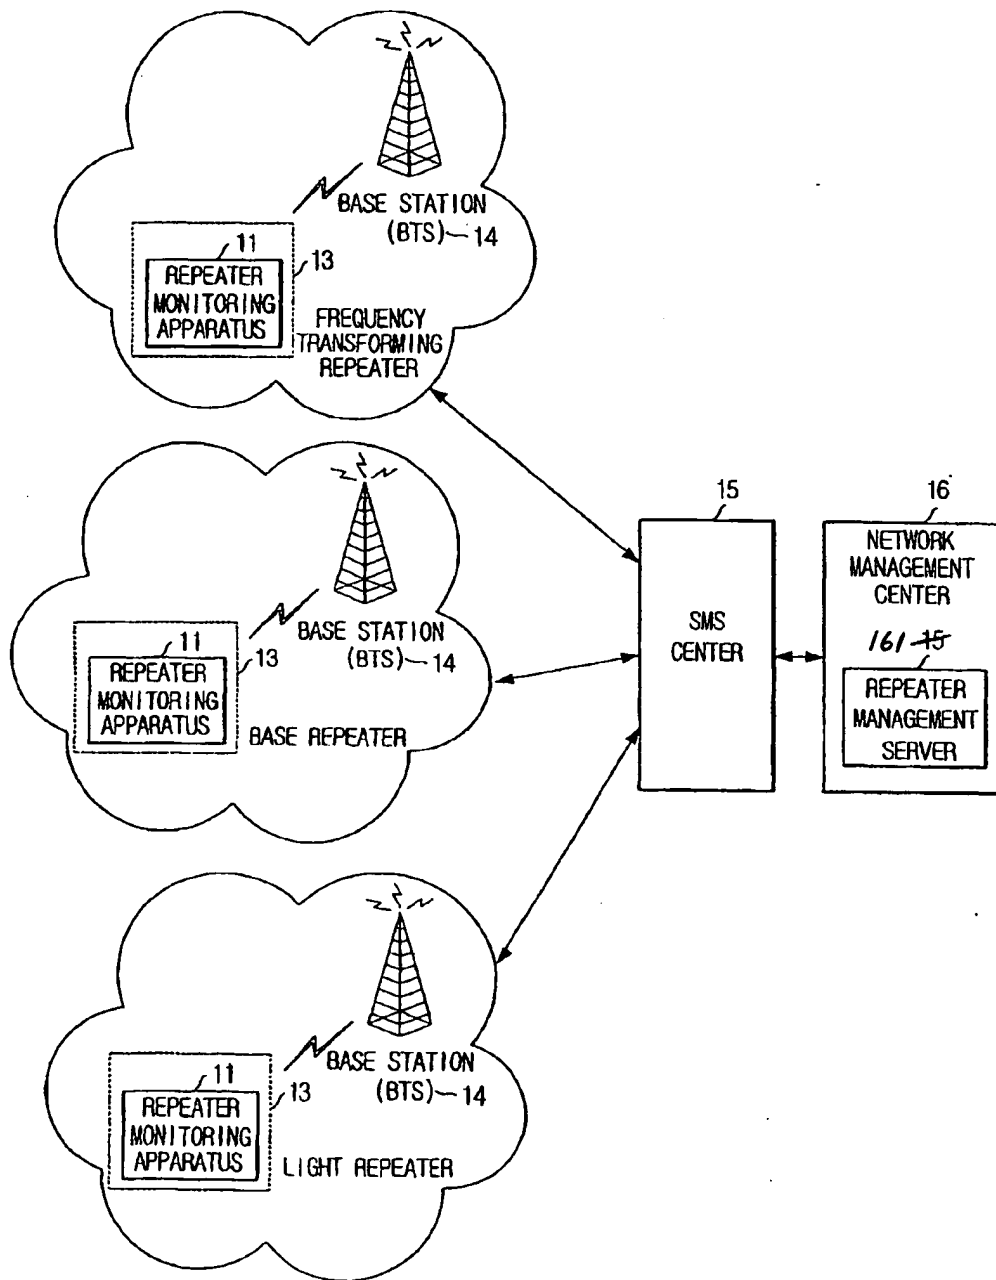 BASE STATION
(BTS) 14
11
13
REPEATER
MONITORING
APPARATUS
FREQUENCY
TRANSFORMING
REPEATER
BASE STATION
(BTS) 14
11
13
REPEATER
MONITORING
APPARATUS
BASE REPEATER
15
SMS
CENTER
16
NETWORK
MANAGEMENT
CENTER
161 15
REPEATER
MANAGEMENT
SERVER
BASE STATION
(BTS) 14
11
13
REPEATER
MONITORING
APPARATUS
LIGHT REPEATER